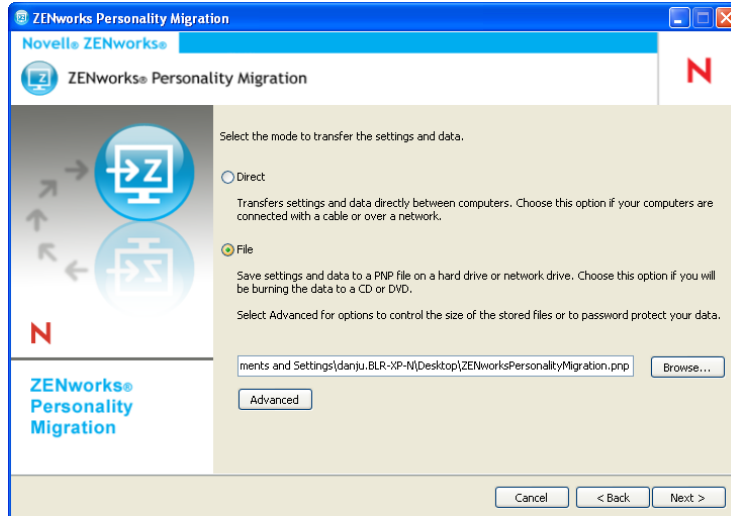 ZENworks Personality Migration
Novell® ZENworks®
ZENworks® Personality Migration
N
Select the mode to transfer the settings and data.
Direct
Transfers settings and data directly between computers. Choose this option if your computers are
connected with a cable or over a network.
File
Save settings and data to a PNP file on a hard drive or network drive. Choose this option if you will
be burning the data to a CD or DVD.
Select Advanced for options to control the size of the stored files or to password protect your data.
ments and Settings\danju.BLR-XP-N\Desktop\ZENworksPersonalityMigration.pnp
Browse...
Advanced
Z
N
ZENworks®
Personality
Migration
Cancel
< Back
Next >